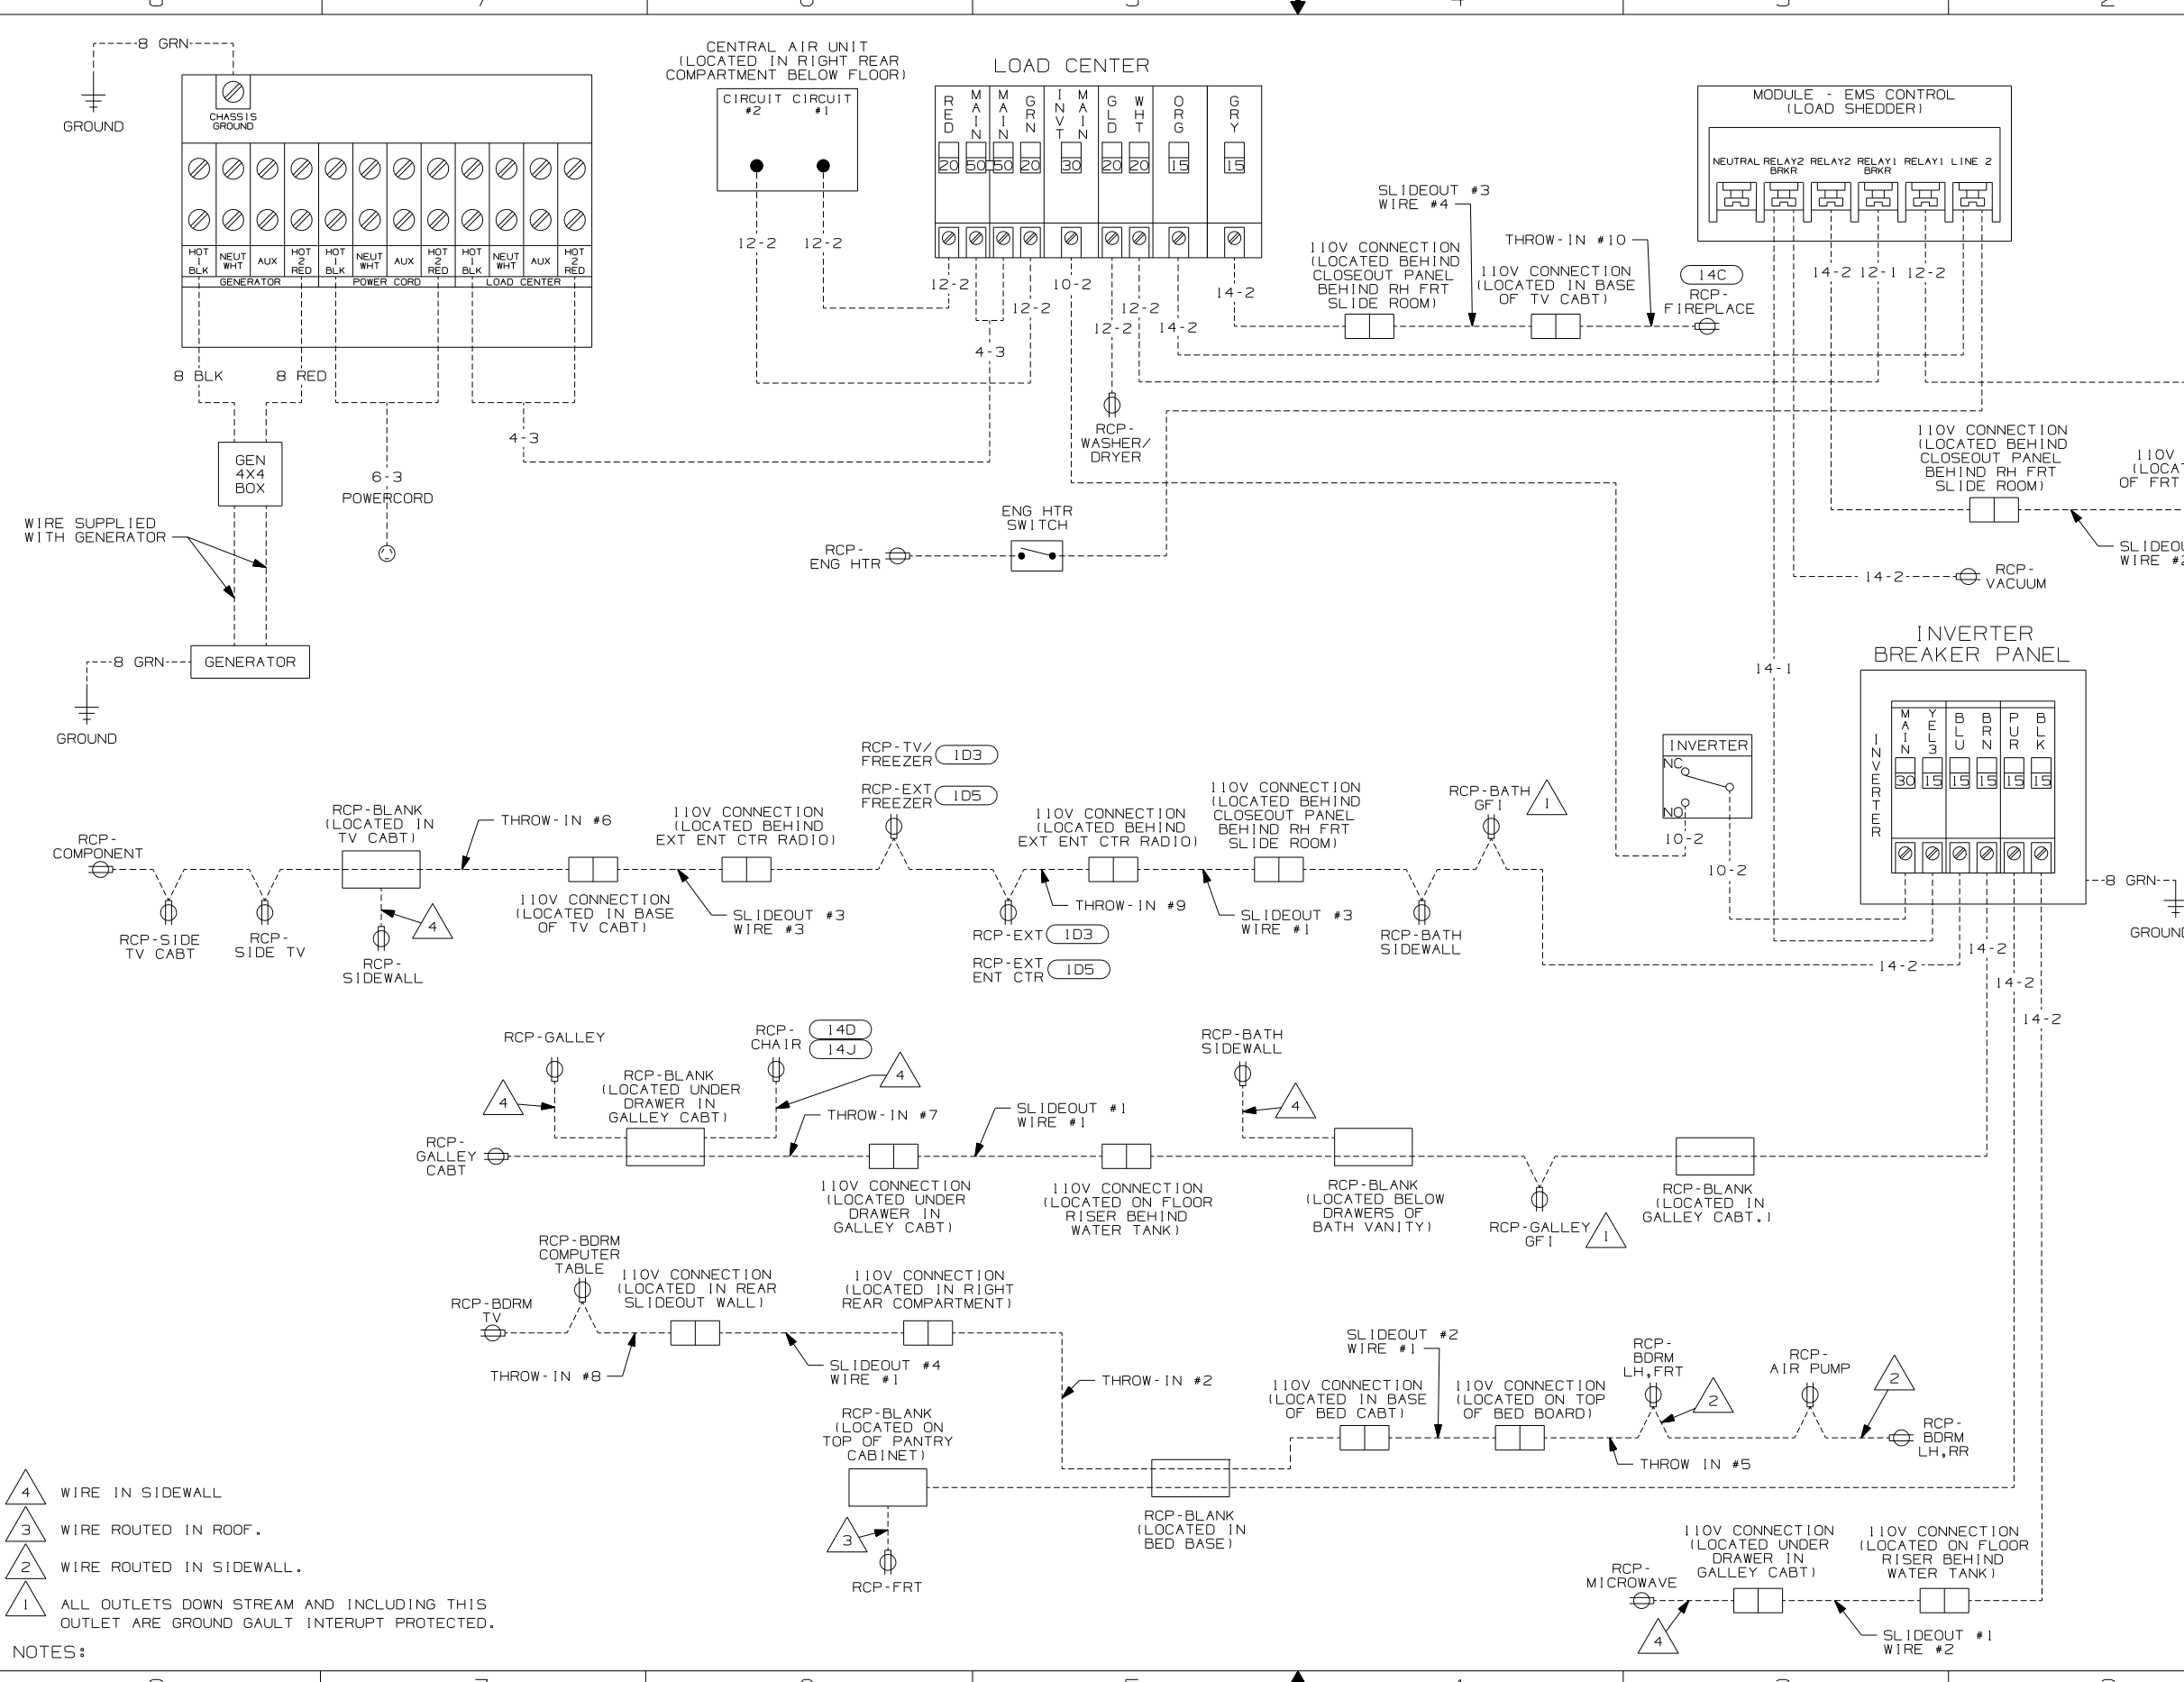 8 GRN
GROUND
CHASSIS
GROUND
HOT 1 BLK
NEUT WHT
AUX
HOT 2 RED
HOT 1 BLK
NEUT WHT
AUX
HOT 2 RED
HOT 1 BLK
NEUT WHT
AUX
HOT 2 RED
GENERATOR
POWER CORD
LOAD CENTER
8 BLK
8 RED
GEN
4X4
BOX
6-3
POWERCORD
4-3
WIRE SUPPLIED
WITH GENERATOR
8 GRN
GENERATOR
GROUND
CENTRAL AIR UNIT
(LOCATED IN RIGHT REAR
COMPARTMENT BELOW FLOOR)
CIRCUIT #2
CIRCUIT #1
12-2
12-2
LOAD CENTER
RED
MAIN
MAIN
GRN
INVT
MAIN
GLD
WHT
ORG
GRY
20
50
50
20
30
20
20
15
15
12-2
4-3
12-2
10-2
12-2
12-2
14-2
14-2
RCP-
WASHER/
DRYER
ENG HTR
SWITCH
RCP-
ENG HTR
SLIDEOUT #3
WIRE #4
110V CONNECTION
(LOCATED BEHIND
CLOSEOUT PANEL
BEHIND RH FRT
SLIDE ROOM)
THROW-IN #10
110V CONNECTION
(LOCATED IN BASE
OF TV CABT)
14C
RCP-
FIREPLACE
MODULE - EMS CONTROL
(LOAD SHEDDER)
NEUTRAL
RELAY2 BRKR
RELAY2
RELAY1 BRKR
RELAY1
LINE 2
14-2
12-1
12-2
110V CONNECTION
(LOCATED BEHIND
CLOSEOUT PANEL
BEHIND RH FRT
SLIDE ROOM)
110V
OF FRT
WIRE #2
14-2
RCP-
VACUUM
14-1
INVERTER
BREAKER PANEL
INVERTER
MAIN
YEL3
BLU
BRN
PUR
BLK
30
15
15
15
15
15
8 GRN
GROUND
INVERTER
NC
NO
10-2
10-2
14-2
14-2
14-2
14-2
RCP-
COMPONENT
RCP-SIDE
TV CABT
RCP-
SIDE TV
RCP-BLANK
(LOCATED IN
TV CABT)
4
RCP-
SIDEWALL
THROW-IN #6
110V CONNECTION
(LOCATED IN BASE
OF TV CABT)
110V CONNECTION
(LOCATED BEHIND
EXT ENT CTR RADIO)
SLIDEOUT #3
WIRE #3
RCP-TV/
FREEZER
1D3
RCP-EXT
FREEZER
1D5
RCP-EXT
1D3
RCP-EXT
ENT CTR
1D5
THROW-IN #9
110V CONNECTION
(LOCATED BEHIND
EXT ENT CTR RADIO)
SLIDEOUT #3
WIRE #1
110V CONNECTION
(LOCATED BEHIND
CLOSEOUT PANEL
BEHIND RH FRT
SLIDE ROOM)
RCP-BATH
SIDEWALL
RCP-BATH
GFI
1
RCP-GALLEY
4
RCP-BLANK
(LOCATED UNDER
DRAWER IN
GALLEY CABT)
RCP-
CHAIR
14D
14J
4
RCP-
GALLEY
CABT
THROW-IN #7
110V CONNECTION
(LOCATED UNDER
DRAWER IN
GALLEY CABT)
SLIDEOUT #1
WIRE #1
110V CONNECTION
(LOCATED ON FLOOR
RISER BEHIND
WATER TANK)
RCP-BATH
SIDEWALL
4
RCP-BLANK
(LOCATED BELOW
DRAWERS OF
BATH VANITY)
RCP-GALLEY
GFI
1
RCP-BLANK
(LOCATED IN
GALLEY CABT.)
RCP-BDRM
COMPUTER
TABLE
RCP-BDRM
TV
THROW-IN #8
110V CONNECTION
(LOCATED IN REAR
SLIDEOUT WALL)
SLIDEOUT #4
WIRE #1
110V CONNECTION
(LOCATED IN RIGHT
REAR COMPARTMENT)
THROW-IN #2
RCP-BLANK
(LOCATED ON
TOP OF PANTRY
CABINET)
3
RCP-FRT
RCP-BLANK
(LOCATED IN
BED BASE)
110V CONNECTION
(LOCATED IN BASE
OF BED CABT)
SLIDEOUT #2
WIRE #1
110V CONNECTION
(LOCATED ON TOP
OF BED BOARD)
THROW IN #5
RCP-
BDRM
LH,FRT
2
RCP-
AIR PUMP
2
RCP-
BDRM
LH,RR
RCP-
MICROWAVE
4
110V CONNECTION
(LOCATED UNDER
DRAWER IN
GALLEY CABT)
SLIDEOUT #1
WIRE #2
110V CONNECTION
(LOCATED ON FLOOR
RISER BEHIND
WATER TANK)
4 WIRE IN SIDEWALL
3 WIRE ROUTED IN ROOF.
2 WIRE ROUTED IN SIDEWALL.
1 ALL OUTLETS DOWN STREAM AND INCLUDING THIS
OUTLET ARE GROUND GAULT INTERUPT PROTECTED.
NOTES: